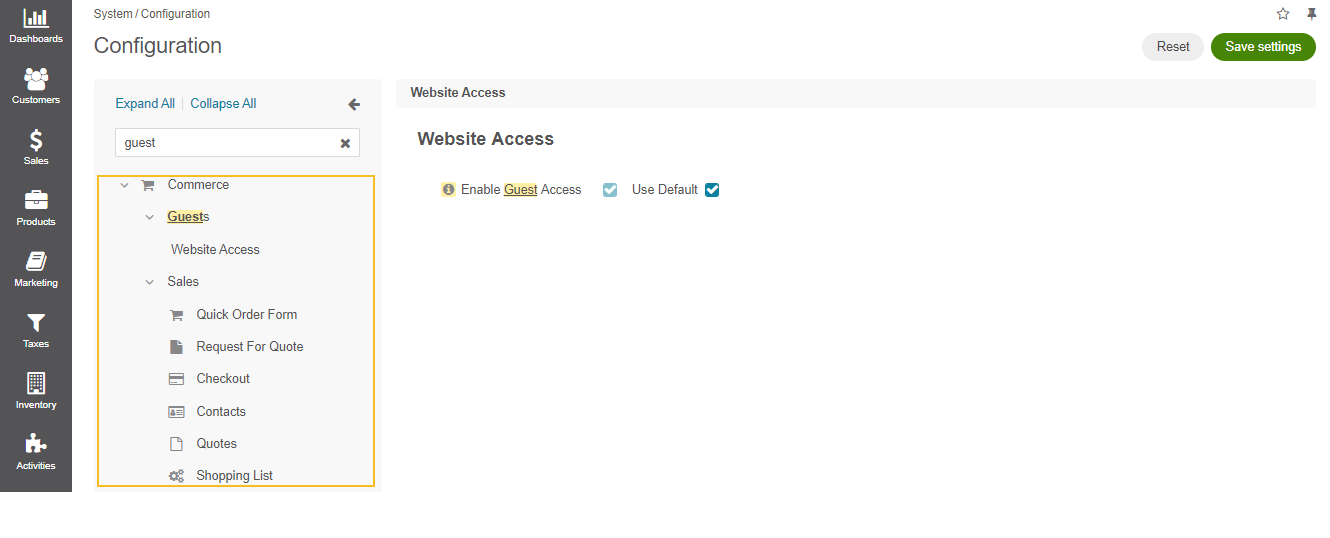 Dashboards
Customers
Sales
Products
Marketing
Taxes
Inventory
Activities
System / Configuration
Configuration
Reset
Save settings
Expand All | Collapse All
guest
Commerce
Guests
Website Access
Sales
Quick Order Form
Request For Quote
Checkout
Contacts
Quotes
Shopping List
Website Access
Website Access
Enable Guest Access Use Default